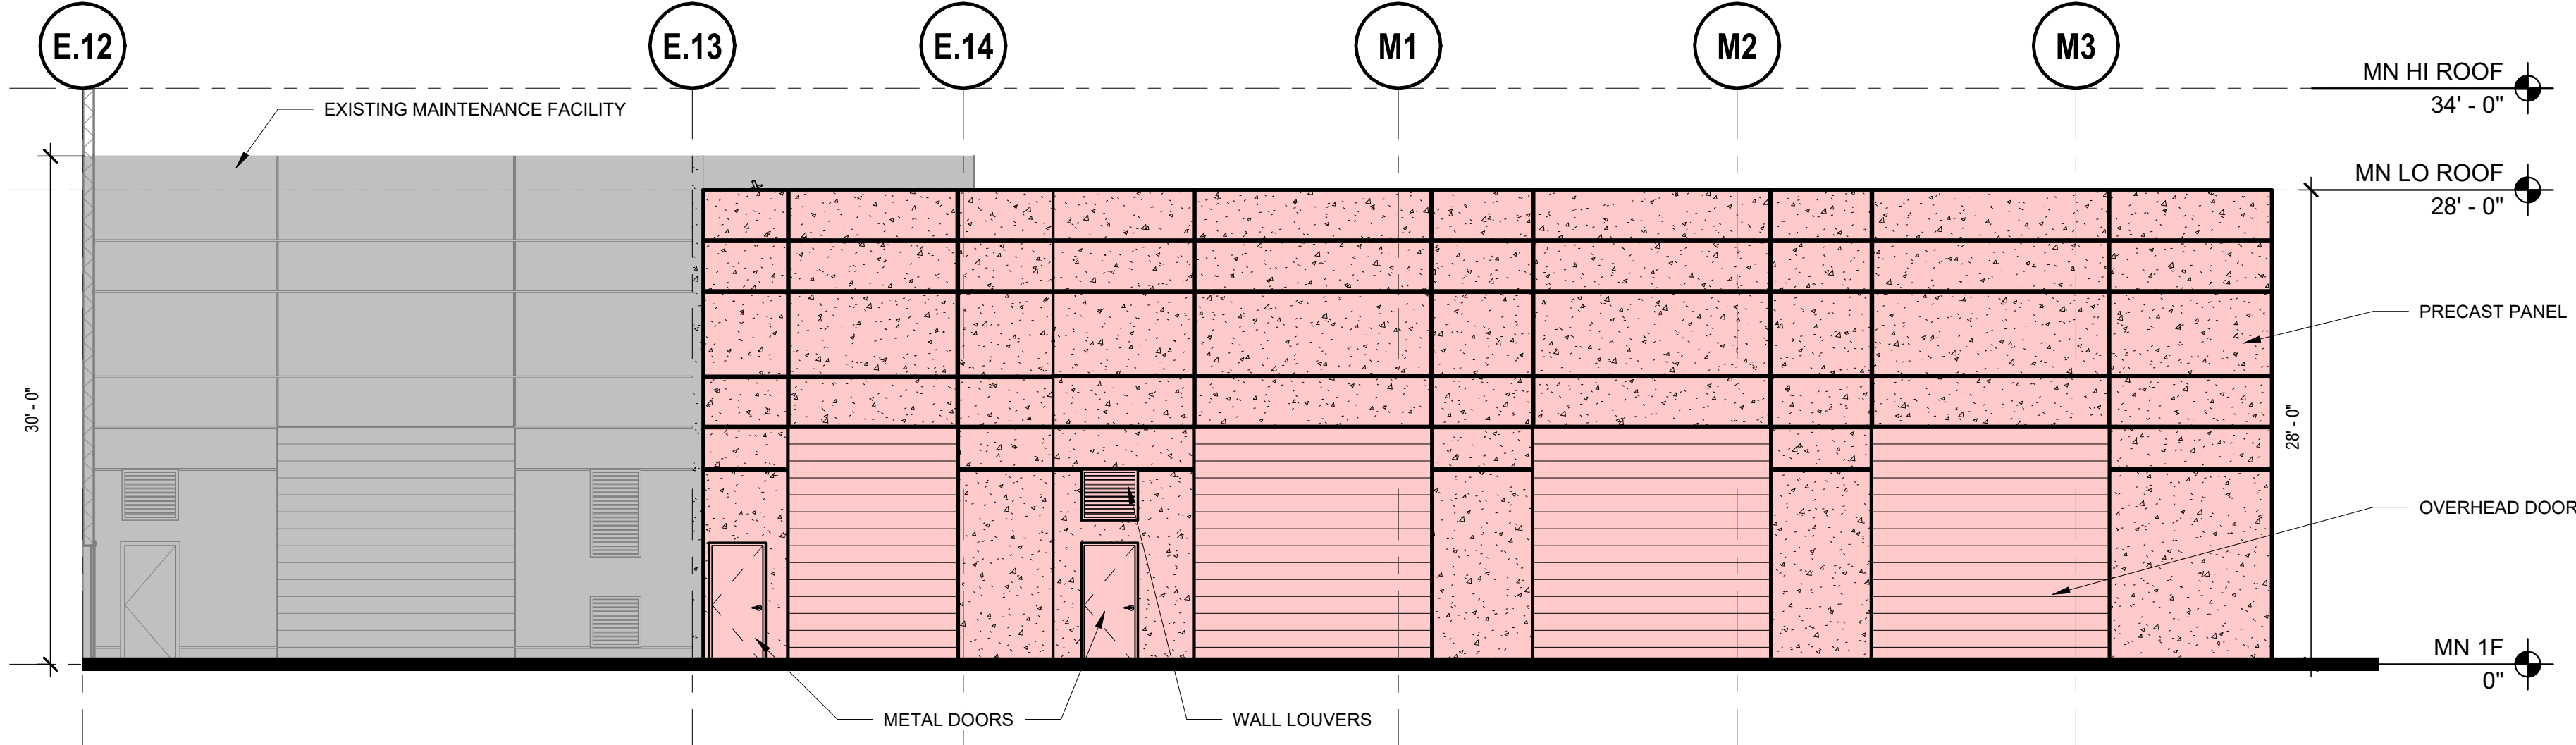 E.12
E.13
E.14
M1
M2
M3
MN HI ROOF
34' - 0"
EXISTING MAINTENANCE FACILITY
MN LO ROOF
28' - 0"
PRECAST PANEL
30' - 0"
28' - 0"
OVERHEAD DOOR
MN 1F
0"
METAL DOORS
WALL LOUVERS